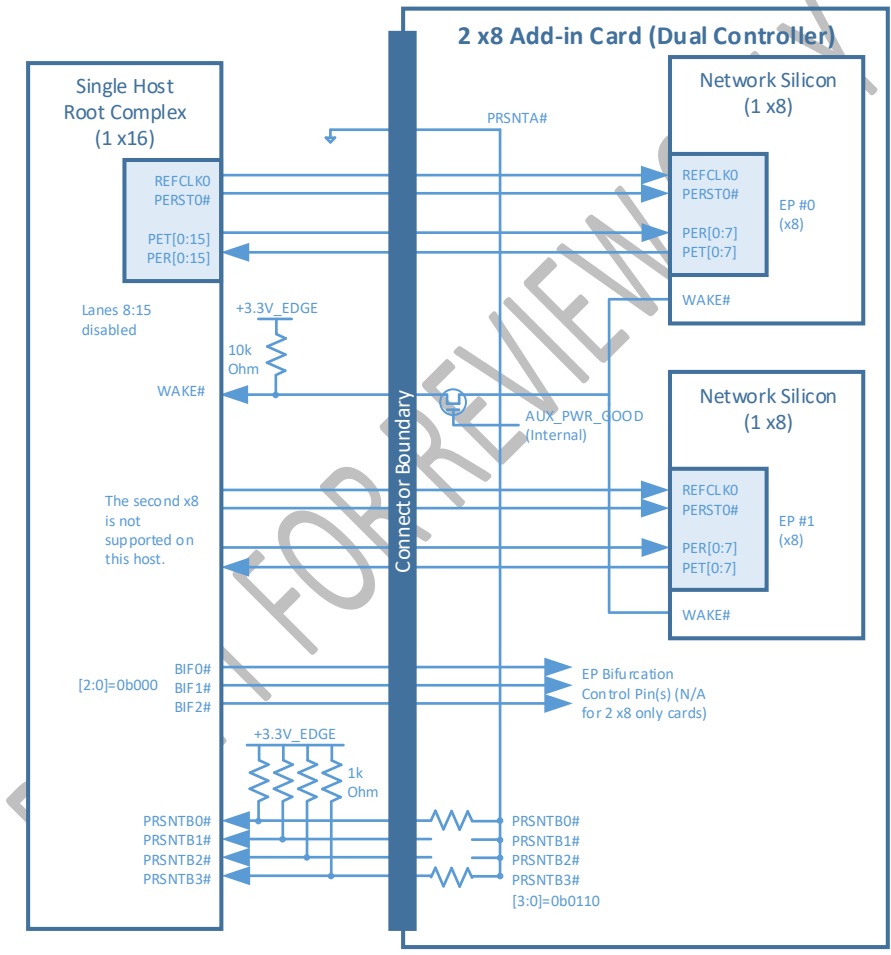 2 x8 Add-in Card (Dual Controller)
Single Host
Root Complex
(1 x16)
REFCLK0
PERST0#
PET[0:15]
PER[0:15]
Lanes 8:15
disabled
+3.3V_EDGE
10k
Ohm
WAKE#
The second x8
is not
supported on
this host.
BIF0#
BIF1#
BIF2#
[2:0]=0b000
+3.3V_EDGE
1k
Ohm
PRSNTB0#
PRSNTB1#
PRSNTB2#
PRSNTB3#
Connector Boundary
PRSNTA#
Network Silicon
(1 x8)
REFCLK0
PERST0#
PER[0:7]
PET[0:7]
EP #0
(x8)
WAKE#
AUX_PWR_GOOD
(Internal)
Network Silicon
(1 x8)
REFCLK0
PERST0#
PER[0:7]
PET[0:7]
EP #1
(x8)
WAKE#
EP Bifurcation
Control Pin(s) (N/A
for 2 x8 only cards)
PRSNTB0#
PRSNTB1#
PRSNTB2#
PRSNTB3#
[3:0]=0b0110
FOR REVIEW